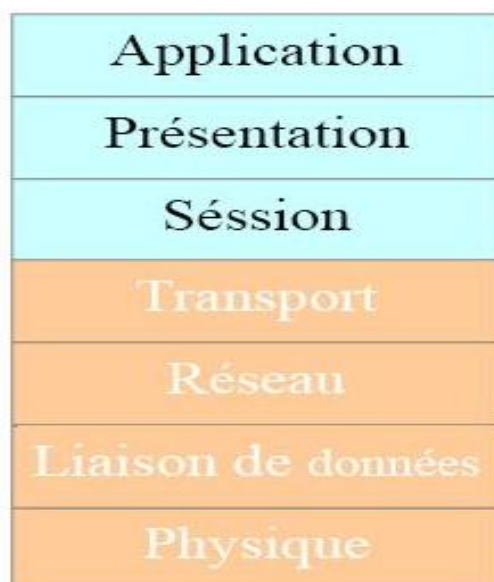 Application
Présentation
Séssion
Transport
Réseau
Liaison de données
Physique